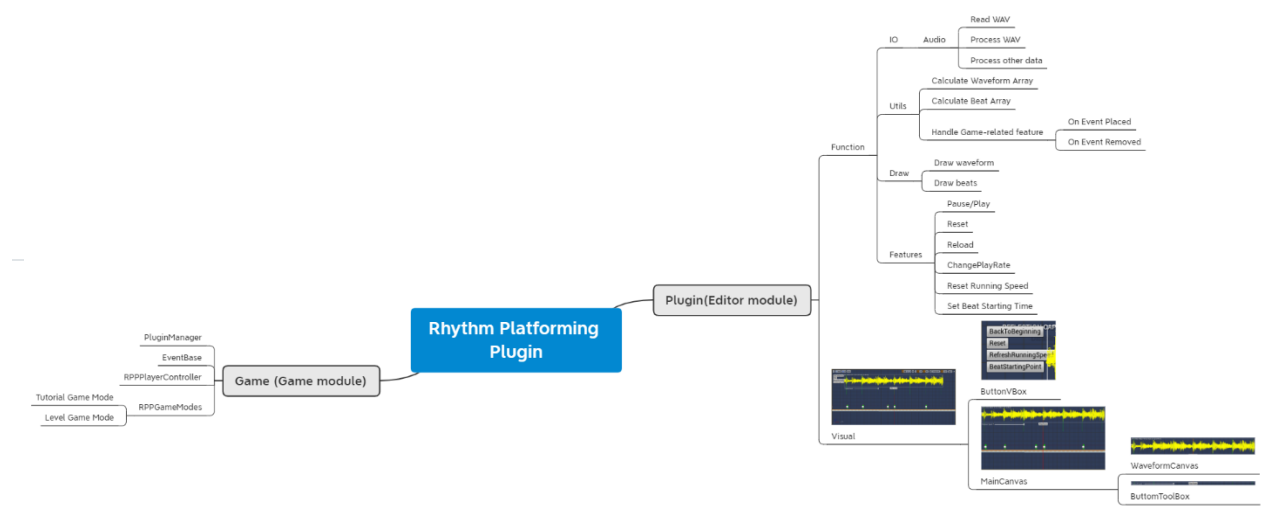 Rhythm Platforming
Plugin
Plugin(Editor module)
Function
IO
Audio
Read WAV
Process WAV
Process other data
Utils
Calculate Waveform Array
Calculate Beat Array
Handle Game-related feature
On Event Placed
On Event Removed
Draw
Draw waveform
Draw beats
Features
Pause/Play
Reset
Reload
ChangePlayRate
Reset Running Speed
Set Beat Starting Time
Visual
BackToBeginning
Reset
RefreshRunningSpeed
BeatStartingPoint
ButtonVBox
MainCanvas
WaveformCanvas
ButtomToolBox
Game (Game module)
PluginManager
EventBase
RPPPlayerController
RPPGameModes
Tutorial Game Mode
Level Game Mode